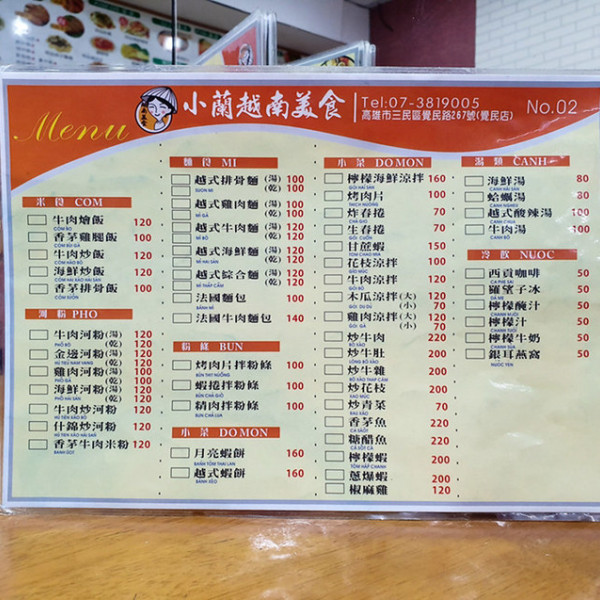 Menu
小蘭越南美食
Tel:07-3819005
高雄市三民區覺民路267號(覺民店)
No.02
米食 COM
牛肉燴飯 120
香茅雞腿飯 100
牛肉炒飯 120
海鮮炒飯 120
香茅排骨飯 100
河粉 PHO
牛肉河粉 (湯) 120
(乾) 120
金邊河粉 (湯) 120
(乾) 120
雞肉河粉 (湯) 100
(乾) 100
海鮮河粉 (湯) 120
(乾) 120
牛肉炒河粉 120
什錦炒河粉 120
香茅牛肉米粉 120
麵食 MI
越式排骨麵 (湯) 100
(乾) 100
越式雞肉麵 (湯) 100
(乾) 100
越式牛肉麵 (湯) 120
(乾) 120
越式海鮮麵 (湯) 120
(乾) 120
越式綜合麵 (湯) 120
(乾) 120
法國麵包 100
法國牛肉麵包 140
粉條 BUN
烤肉片拌粉條 100
蝦捲拌粉條 100
精肉拌粉條 100
小菜 DO MON
月亮蝦餅 160
越式蝦餅 160
小菜 DO MON
檸檬海鮮涼拌 160
烤肉片 100
炸春捲 70
生春捲 70
甘蔗蝦 150
花枝涼拌 100
牛肉涼拌 120
木瓜涼拌 (大) 120
(小) 70
雞肉涼拌 (大) 120
(小) 70
炒牛肉 220
炒牛肚 200
炒牛雜 200
炒花枝 200
炒青菜 70
香茅魚 220
糖醋魚 220
檸檬蝦 200
蔥爆蝦 200
椒麻雞 120
湯類 CANH
海鮮湯 80
蛤蠣湯 80
越式酸辣湯 100
牛肉湯 100
冷飲 NUOC
西貢咖啡 50
羅望子冰 50
檸檬醃汁 50
檸檬汁 50
檸檬牛奶 50
銀耳燕窩 50